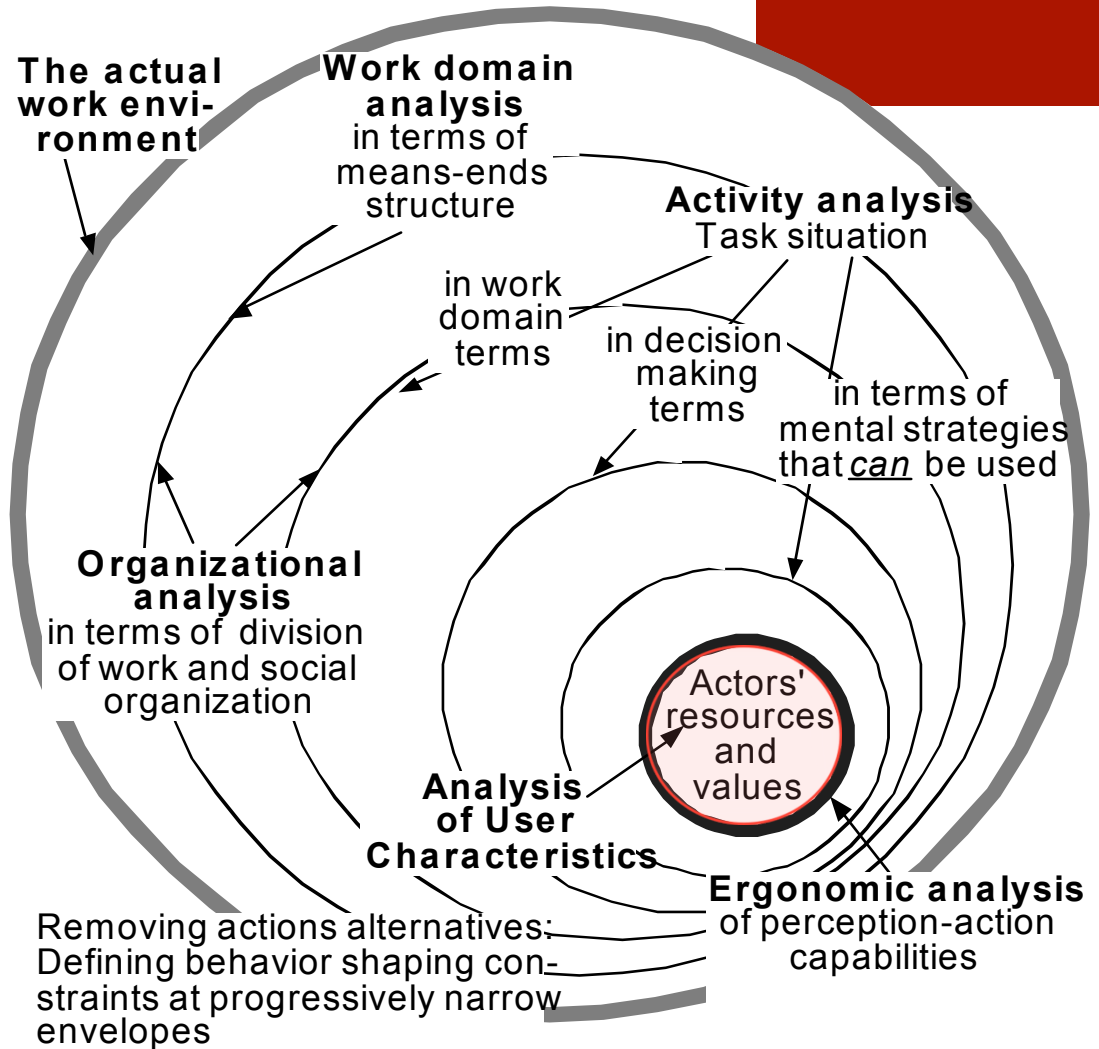 The actual
work envi-
ronment
Work domain
analysis
in terms of
means-ends
structure
Activity analysis
Task situation
in work
domain
terms
in decision
making
terms
in terms of
mental strategies
that can be used
Organizational
analysis
in terms of division
of work and social
organization
Actors'
resources
and
values
Analysis
of User
Characteristics
Ergonomic analysis
of perception-action
capabilities
Removing actions alternatives:
Defining behavior shaping con-
straints at progressively narrow
envelopes